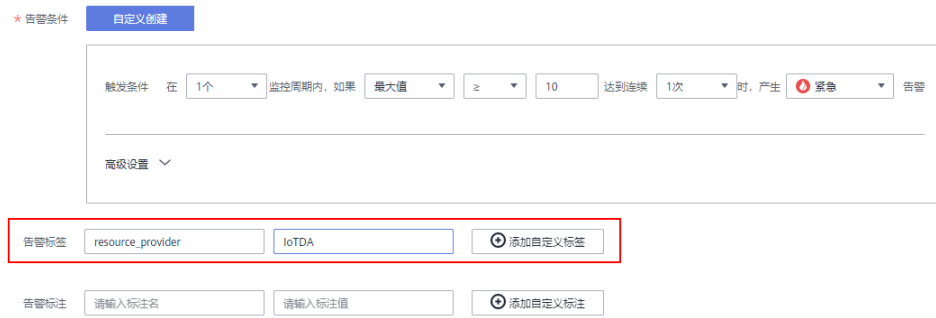 * 告警条件 自定义创建
触发条件 在 1个 监控周期内，如果 最大值 ≥ 10 达到连续 1次 时，产生 紧急 告警
高级设置
告警标签 resource_provider IoTDA 添加自定义标签
告警标注 请输入标注名 请输入标注值 添加自定义标注